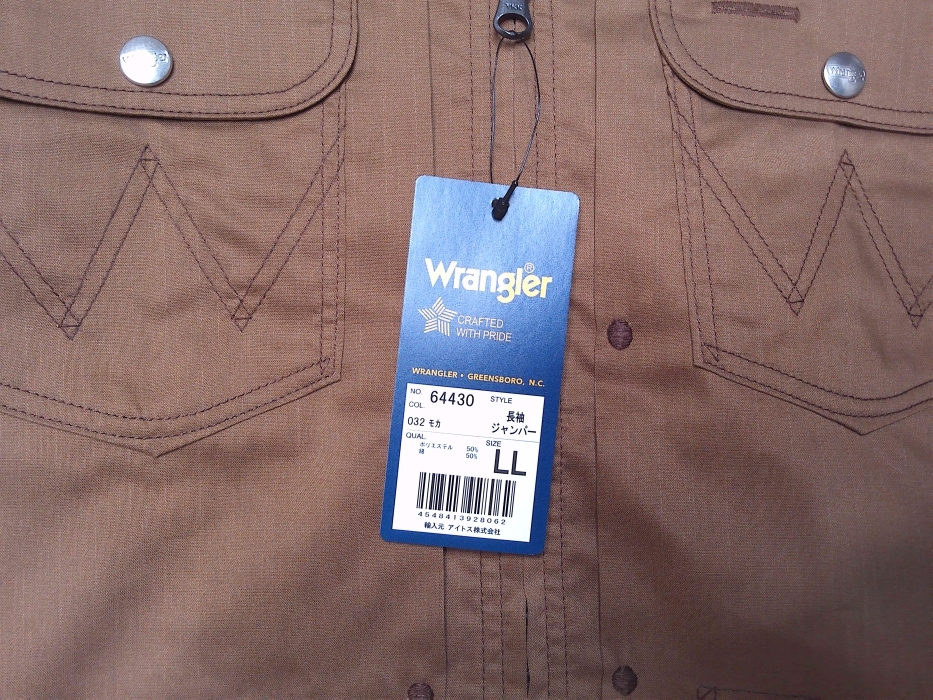 YKK
Wrangler®
CRAFTED
WITH PRIDE
WRANGLER • GREENSBORO, N.C.
NO. 64430 STYLE
COL. 長袖
032 モカ ジャンパー
QUAL. SIZE
ポリエステル 50% LL
綿 50%
4548413928062
輸入元 アイトス株式会社